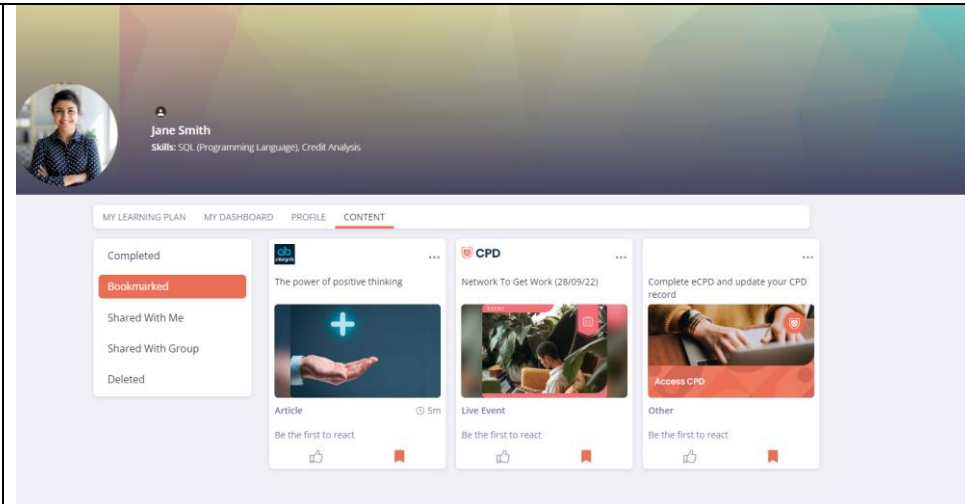 Jane Smith
Skills: SQL (Programming Language), Credit Analysis
MY LEARNING PLAN MY DASHBOARD PROFILE CONTENT
Completed
Bookmarked
Shared With Me
Shared With Group
Deleted
ab
integro
...
The power of positive thinking
Article 5m
Be the first to react
CPD
...
Network To Get Work (28/09/22)
EVENT
Live Event
Be the first to react
...
Complete eCPD and update your CPD
record
Access CPD
Other
Be the first to react